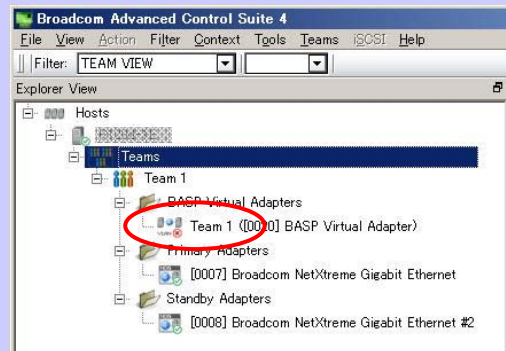 Broadcom Advanced Control Suite 4
File View Action Filter Context Tools Teams iSCSI Help
Filter: TEAM VIEW
Explorer View
Hosts
Teams
Team 1
BASP Virtual Adapters
Team 1 ([0020] BASP Virtual Adapter)
Primary Adapters
[0007] Broadcom NetXtreme Gigabit Ethernet
Standby Adapters
[0008] Broadcom NetXtreme Gigabit Ethernet #2